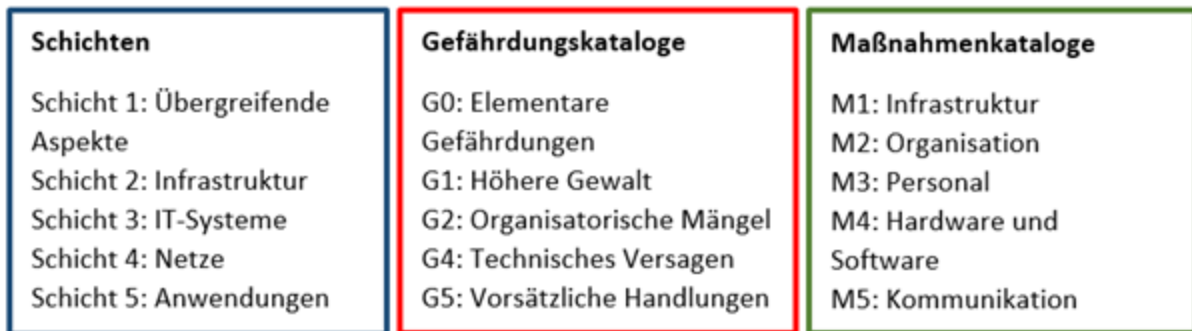 Schichten
Schicht 1: Übergreifende
Aspekte
Schicht 2: Infrastruktur
Schicht 3: IT-Systeme
Schicht 4: Netze
Schicht 5: Anwendungen
Gefährdungskataloge
G0: Elementare
Gefährdungen
G1: Höhere Gewalt
G2: Organisatorische Mängel
G4: Technisches Versagen
G5: Vorsätzliche Handlungen
Maßnahmenkataloge
M1: Infrastruktur
M2: Organisation
M3: Personal
M4: Hardware und
Software
M5: Kommunikation